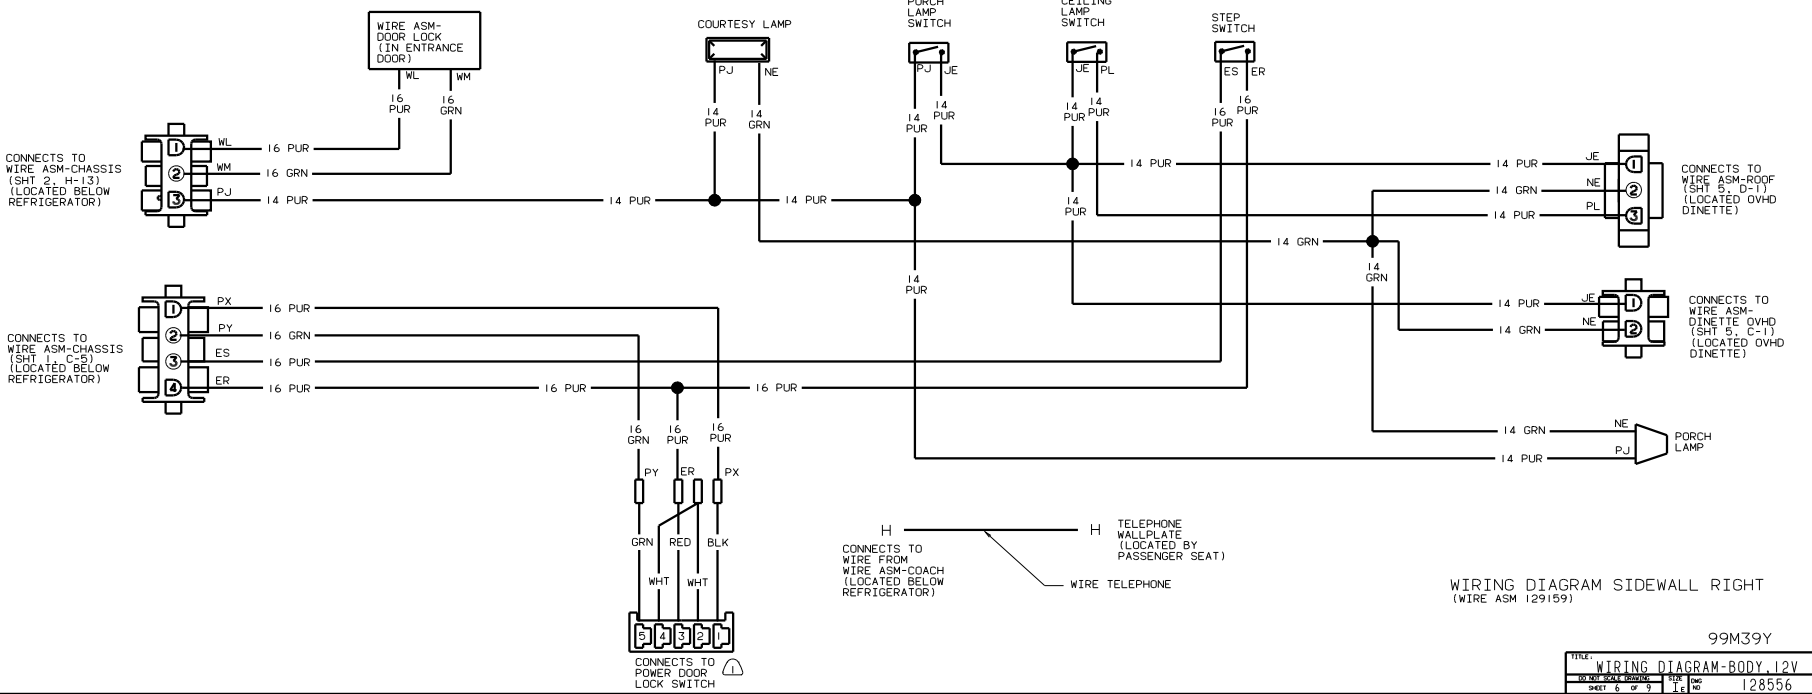 WIRE ASM-
DOOR LOCK
(IN ENTRANCE
DOOR)
WL
WM
16
PUR
16
GRN
COURTESY LAMP
PJ
NE
14
PUR
14
GRN
PORCH
LAMP
SWITCH
PJ
JE
14
PUR
14
PUR
CEILING
LAMP
SWITCH
JE
PL
14
PUR
14
PUR
STEP
SWITCH
ES
ER
16
PUR
16
PUR
CONNECTS TO
WIRE ASM-CHASSIS
(SHT 2, H-13)
(LOCATED BELOW
REFRIGERATOR)
1
WL
16 PUR
2
WM
16 GRN
3
PJ
14 PUR
14 PUR
14 PUR
14 PUR
14 PUR
JE
1
14
PUR
14 GRN
NE
2
14 PUR
PL
3
CONNECTS TO
WIRE ASM-ROOF
(SHT 5, D-1)
(LOCATED OVHD
DINETTE)
14 GRN
14
GRN
14
PUR
CONNECTS TO
WIRE ASM-CHASSIS
(SHT 1, C-5)
(LOCATED BELOW
REFRIGERATOR)
1
PX
16 PUR
2
PY
16 GRN
3
ES
16 PUR
4
ER
16 PUR
16 PUR
16 PUR
14 PUR
JE
1
14 GRN
NE
2
CONNECTS TO
WIRE ASM-
DINETTE OVHD
(SHT 5, C-1)
(LOCATED OVHD
DINETTE)
16
GRN
16
PUR
16
PUR
14 GRN
NE
14 PUR
PJ
PORCH
LAMP
PY
ER
PX
GRN
RED
BLK
WHT
WHT
5
4
3
2
1
CONNECTS TO
POWER DOOR
LOCK SWITCH
1
H
H
CONNECTS TO
WIRE FROM
WIRE ASM-COACH
(LOCATED BELOW
REFRIGERATOR)
TELEPHONE
WALLPLATE
(LOCATED BY
PASSENGER SEAT)
WIRE TELEPHONE
WIRING DIAGRAM SIDEWALL RIGHT
(WIRE ASM 129159)
99M39Y
TITLE:
WIRING DIAGRAM-BODY,12V
DO NOT SCALE DRAWING
SHEET 6 OF 9
SIZE
E
DWG
NO
128556